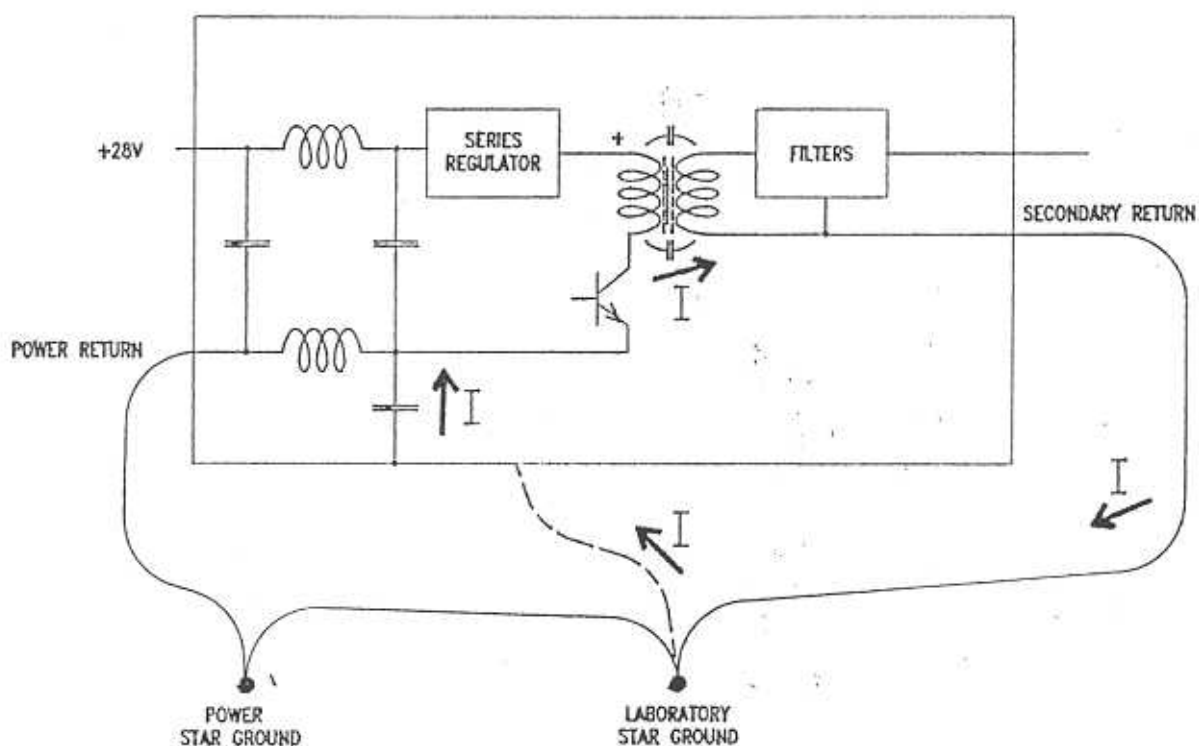 +28V
SERIES
REGULATOR
+
FILTERS
SECONDARY RETURN
I
POWER RETURN
I
I
I
POWER
STAR GROUND
LABORATORY
STAR GROUND